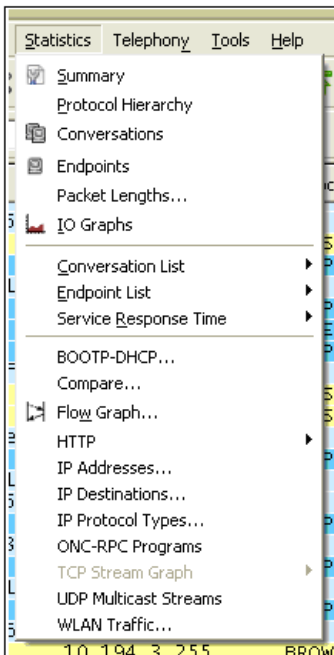 Statistics Telephony Tools Help
Summary
Protocol Hierarchy
Conversations
Endpoints
Packet Lengths...
IO Graphs
Conversation List
Endpoint List
Service Response Time
BOOTP-DHCP...
Compare...
Flow Graph...
HTTP
IP Addresses...
IP Destinations...
IP Protocol Types...
ONC-RPC Programs
TCP Stream Graph
UDP Multicast Streams
WLAN Traffic...
10.194.3.255 BROW